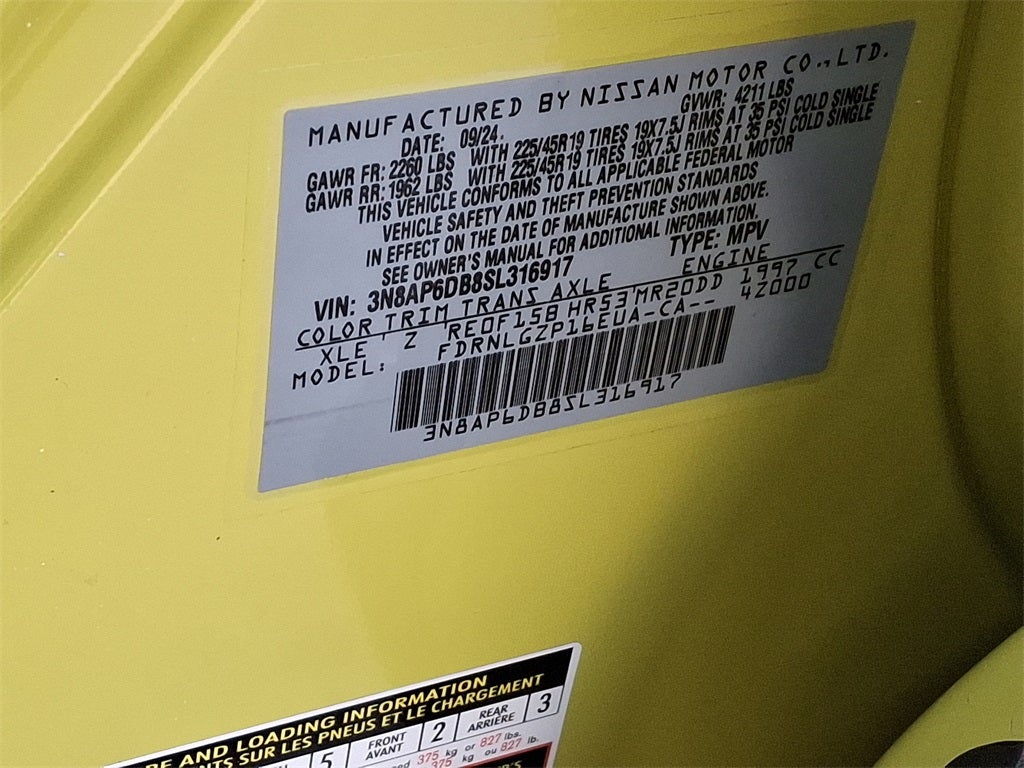 MANUFACTURED BY NISSAN MOTOR CO.,LTD.
DATE: 09/24. GVWR: 4211 LBS
GAWR FR: 2260 LBS WITH 225/45R19 TIRES 19X7.5J RIMS AT 35 PSI COLD SINGLE
GAWR RR: 1962 LBS WITH 225/45R19 TIRES 19X7.5J RIMS AT 35 PSI COLD SINGLE
THIS VEHICLE CONFORMS TO ALL APPLICABLE FEDERAL MOTOR
VEHICLE SAFETY AND THEFT PREVENTION STANDARDS
IN EFFECT ON THE DATE OF MANUFACTURE SHOWN ABOVE.
SEE OWNER'S MANUAL FOR ADDITIONAL INFORMATION.
VIN: 3N8AP6DB8SL316917 TYPE: MPV
COLOR TRIM TRANS AXLE ENGINE
XLE Z RE0F15B HR53 MR20DD 1997 CC
MODEL: FDRNLGZP16EUA-CA-- 42000
3N8AP6DB8SL316917
AND LOADING INFORMATION
SUR LES PNEUS ET LE CHARGEMENT
5 FRONT AVANT 2 REAR ARRIÈRE 3
375 kg or 827 lbs.
375 kg ou 827 lb.